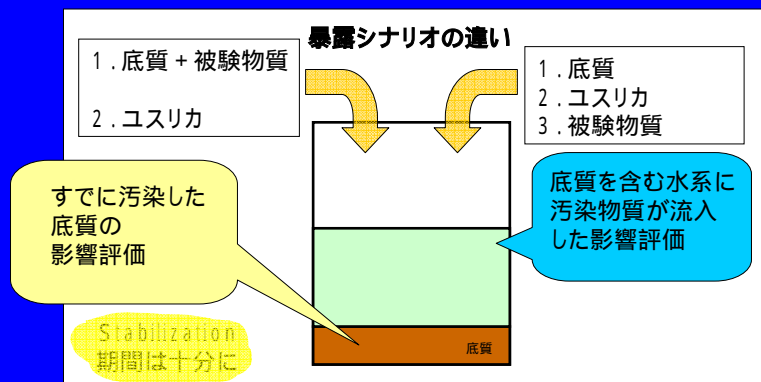 暴露シナリオの違い
1．底質＋被験物質
2．ユスリカ
1．底質
2．ユスリカ
3．被験物質
すでに汚染した
底質の
影響評価
底質を含む水系に
汚染物質が流入
した影響評価
Stabilization
期間は十分に
底質